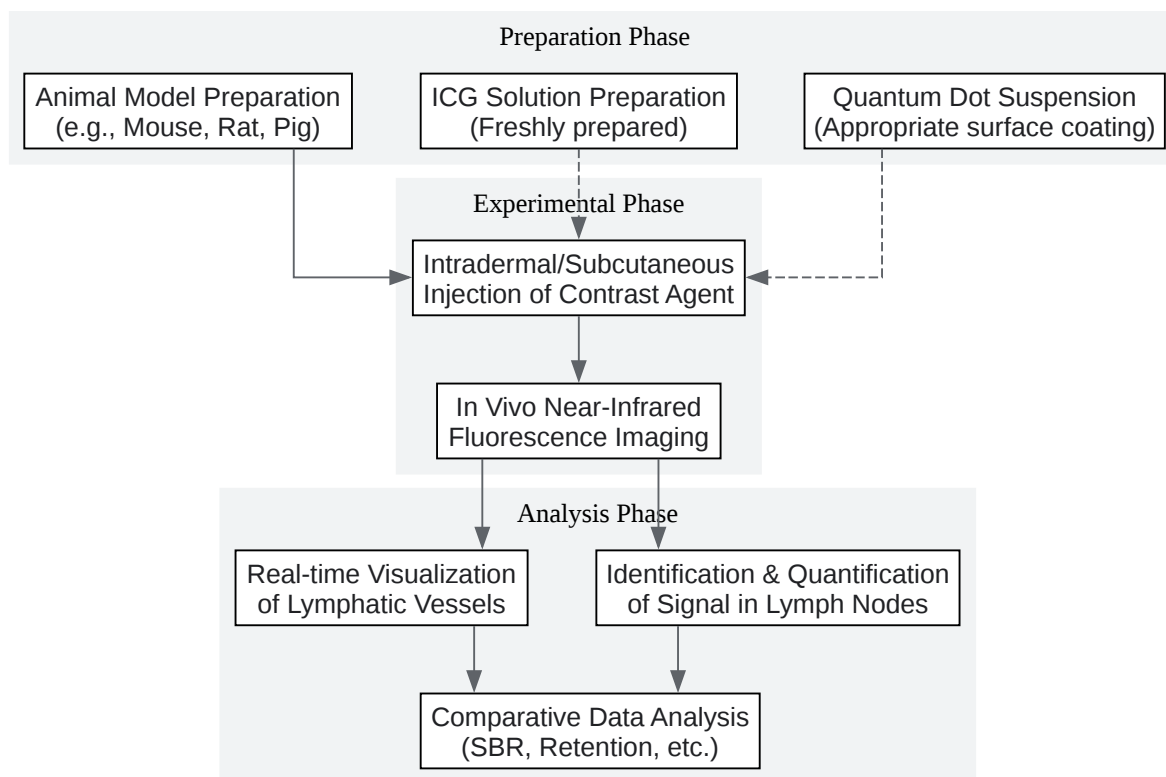 Preparation Phase
Animal Model Preparation
(e.g., Mouse, Rat, Pig)
ICG Solution Preparation
(Freshly prepared)
Quantum Dot Suspension
(Appropriate surface coating)
Experimental Phase
Intradermal/Subcutaneous
Injection of Contrast Agent
In Vivo Near-Infrared
Fluorescence Imaging
Analysis Phase
Real-time Visualization
of Lymphatic Vessels
Identification & Quantification
of Signal in Lymph Nodes
Comparative Data Analysis
(SBR, Retention, etc.)